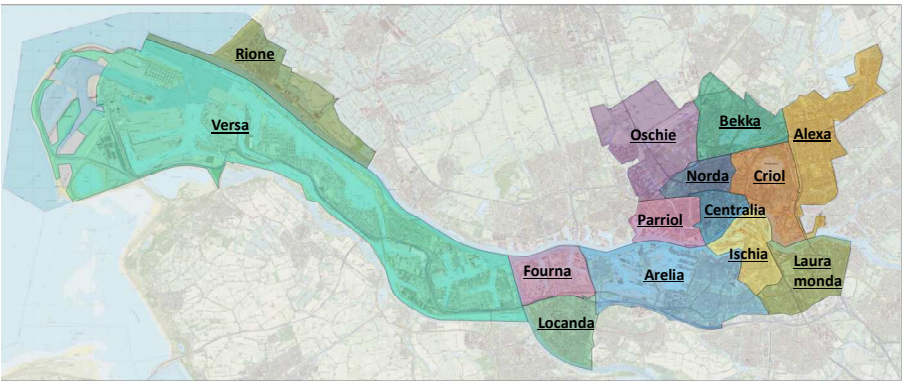 Rione
Versa
Oschie
Bekka
Alexa
Norda
Criol
Parriol
Centralia
Ischia
Laura
monda
Fourna
Arelia
Locanda